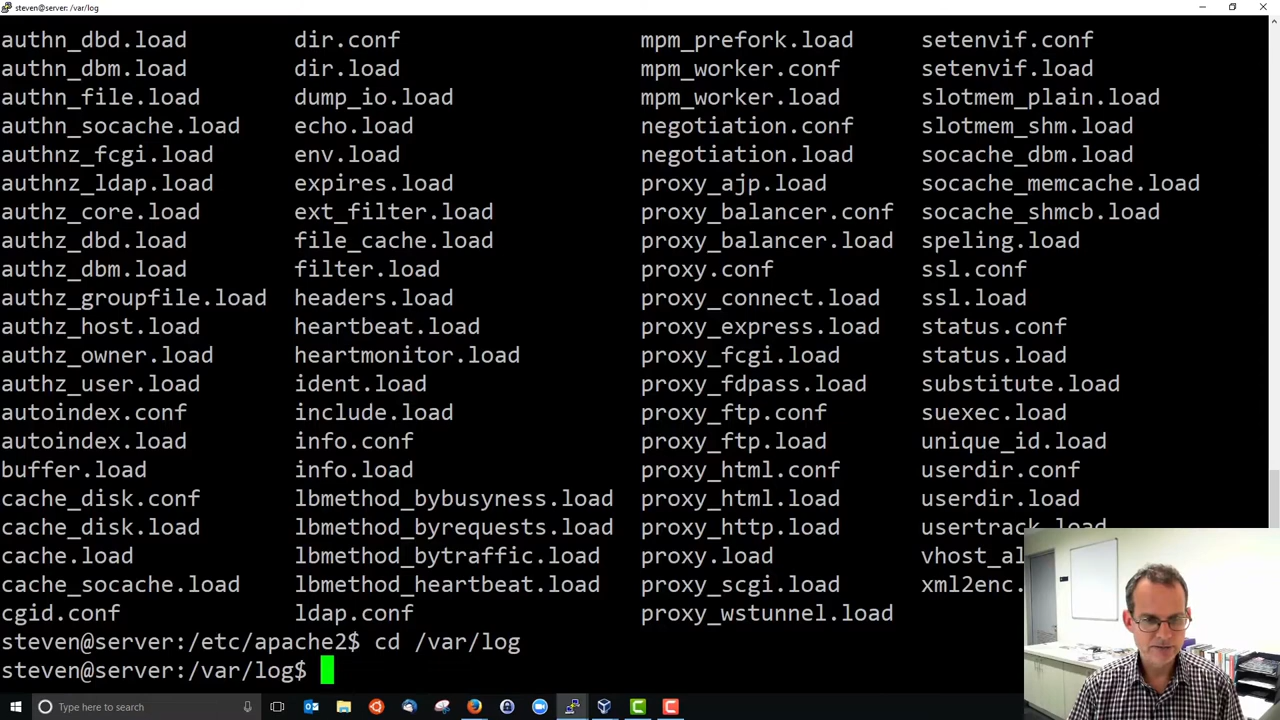 steven@server: /var/log
authn_dbd.load dir.conf mpm_prefork.load setenvif.conf
authn_dbm.load dir.load mpm_worker.conf setenvif.load
authn_file.load dump_io.load mpm_worker.load slotmem_plain.load
authn_socache.load echo.load negotiation.conf slotmem_shm.load
authnz_fcgi.load env.load negotiation.load socache_dbm.load
authnz_ldap.load expires.load proxy_ajp.load socache_memcache.load
authz_core.load ext_filter.load proxy_balancer.conf socache_shmcb.load
authz_dbd.load file_cache.load proxy_balancer.load speling.load
authz_dbm.load filter.load proxy.conf ssl.conf
authz_groupfile.load headers.load proxy_connect.load ssl.load
authz_host.load heartbeat.load proxy_express.load status.conf
authz_owner.load heartmonitor.load proxy_fcgi.load status.load
authz_user.load ident.load proxy_fdpass.load substitute.load
autoindex.conf include.load proxy_ftp.conf suexec.load
autoindex.load info.conf proxy_ftp.load unique_id.load
buffer.load info.load proxy_html.conf userdir.conf
cache_disk.conf lbmethod_bybusyness.load proxy_html.load userdir.load
cache_disk.load lbmethod_byrequests.load proxy_http.load usertrack.load
cache.load lbmethod_bytraffic.load proxy.load vhost_al
cache_socache.load lbmethod_heartbeat.load proxy_scgi.load xml2enc.
cgid.conf ldap.conf proxy_wstunnel.load
steven@server:/etc/apache2$ cd /var/log
steven@server:/var/log$
Type here to search